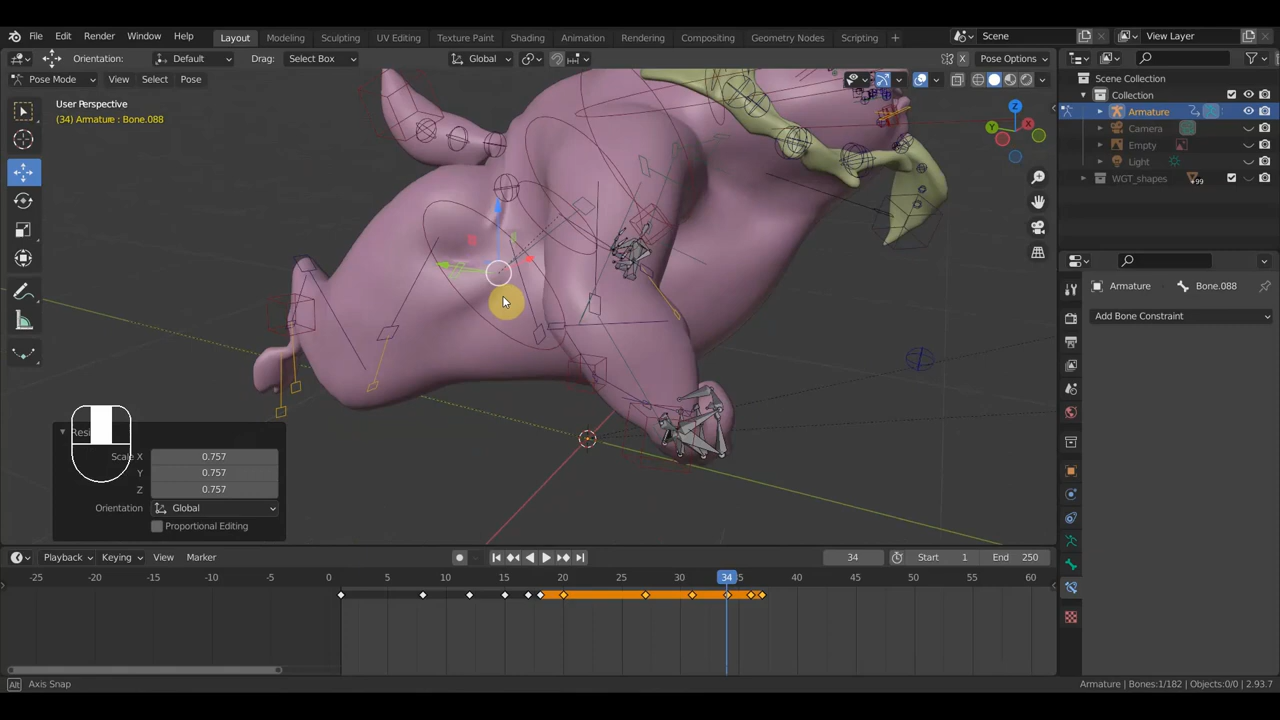 File Edit Render Window Help Layout Modeling Sculpting UV Editing Texture Paint Shading Animation Rendering Compositing Geometry Nodes Scripting + Scene View Layer
Orientation: Default Drag: Select Box Global Pose Options
Pose Mode View Select Pose
User Perspective
(34) Armature : Bone.088
Z
X
Y
Scene Collection
Collection
Armature
Camera
Empty
Light
WGT_shapes 99
Armature Bone.088
Add Bone Constraint
Scale X 0.757
Y 0.757
Z 0.757
Orientation Global
Proportional Editing
Playback Keying View Marker 34 Start 1 End 250
-25 -20 -15 -10 -5 0 5 10 15 20 25 30 34 35 40 45 50 55 60
Alt Axis Snap Armature | Bones:1/182 | Objects:0/0 | 2.93.7